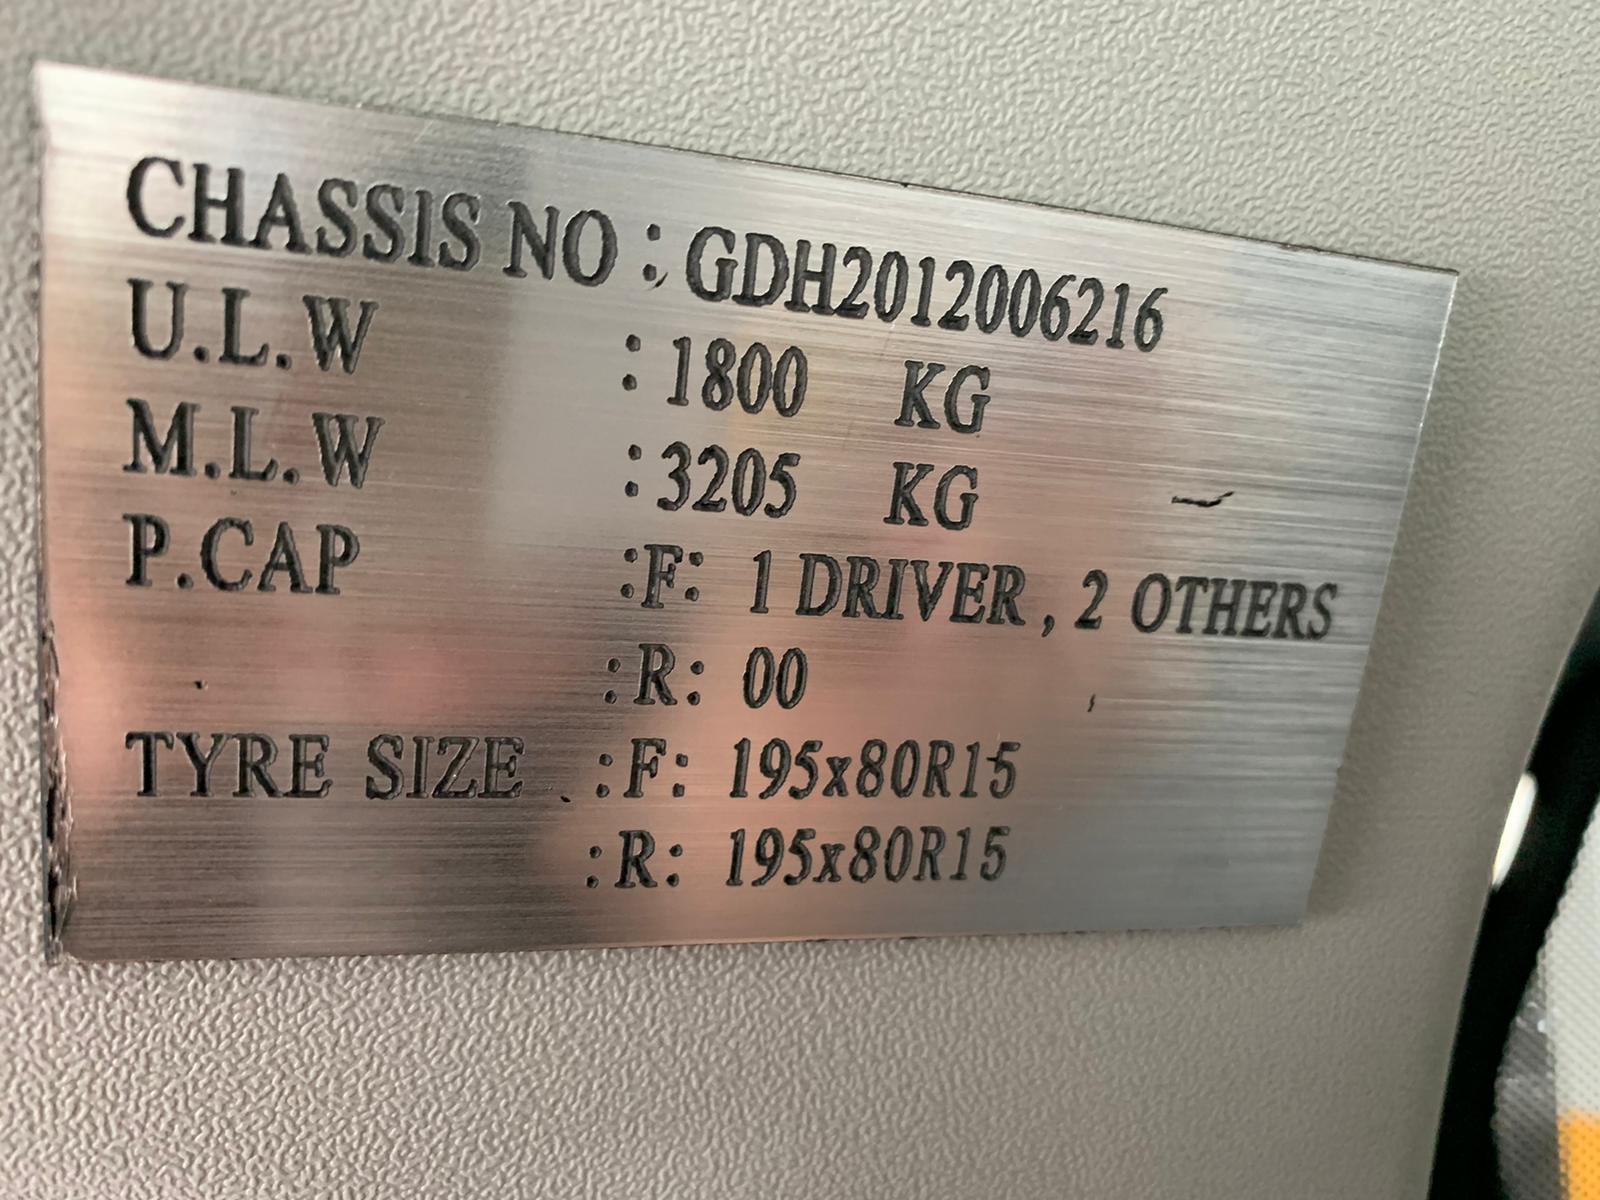 CHASSIS NO : GDH2012006216
U.L.W : 1800 KG
M.L.W : 3205 KG
P.CAP :F: 1 DRIVER , 2 OTHERS
:R: 00
TYRE SIZE :F: 195x80R15
:R: 195x80R15